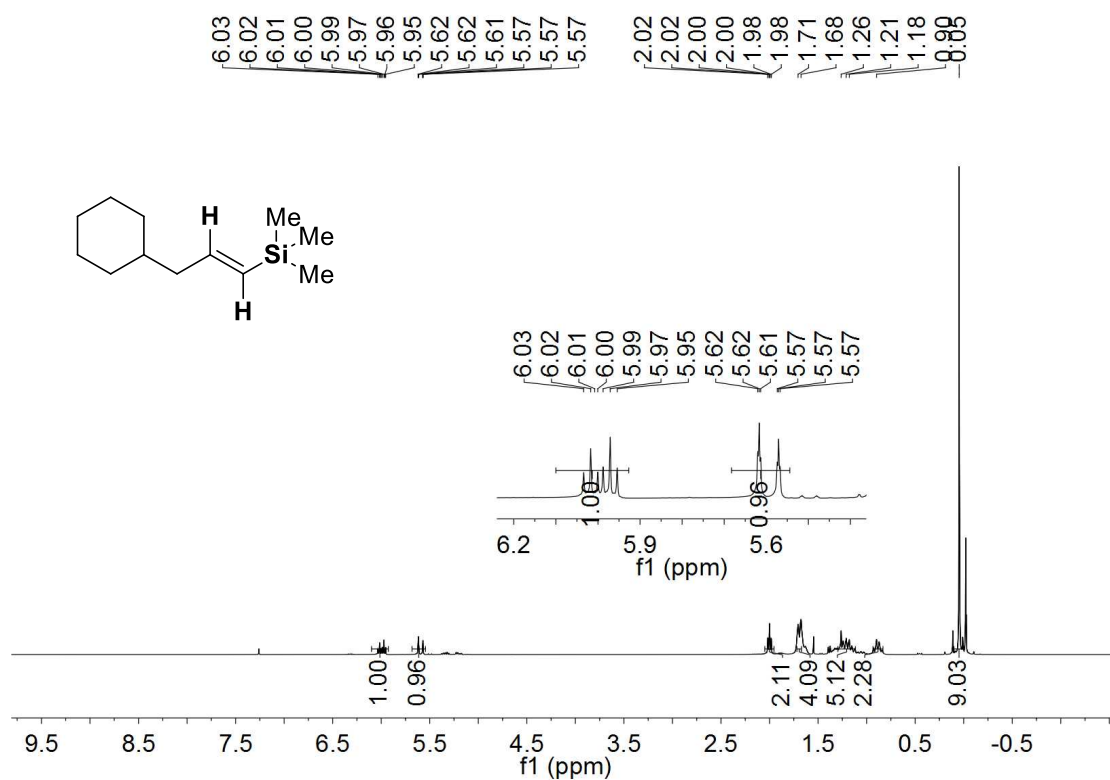 6.03 6.02 6.01 6.00 5.99 5.97 5.96 5.95 5.62 5.62 5.61 5.57 5.57 5.57 2.02 2.02 2.00 2.00 1.98 1.98 1.71 1.68 1.26 1.21 1.18 0.90 0.05
H
Me
Si
Me
Me
H
6.03 6.02 6.01 6.00 5.99 5.97 5.95 5.62 5.62 5.61 5.57 5.57 5.57
1.00 0.96
6.2 5.9 5.6
f1 (ppm)
1.00 0.96 2.11 4.09 5.12 2.28 9.03
9.5 8.5 7.5 6.5 5.5 4.5 3.5 2.5 1.5 0.5 -0.5
f1 (ppm)